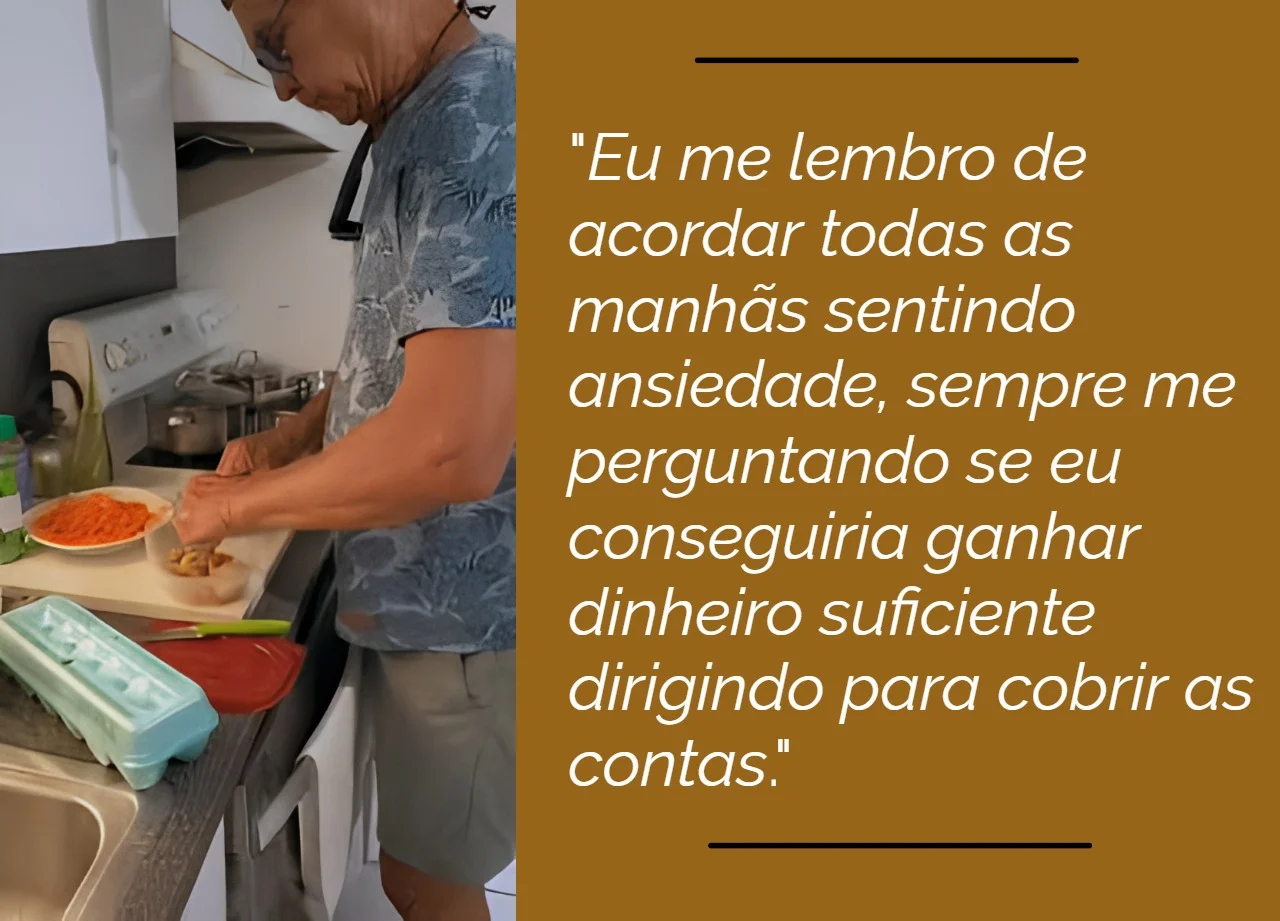 "Eu me lembro de
acordar todas as
manhãs sentindo
ansiedade, sempre me
perguntando se eu
conseguiria ganhar
dinheiro suficiente
dirigindo para cobrir as
contas."